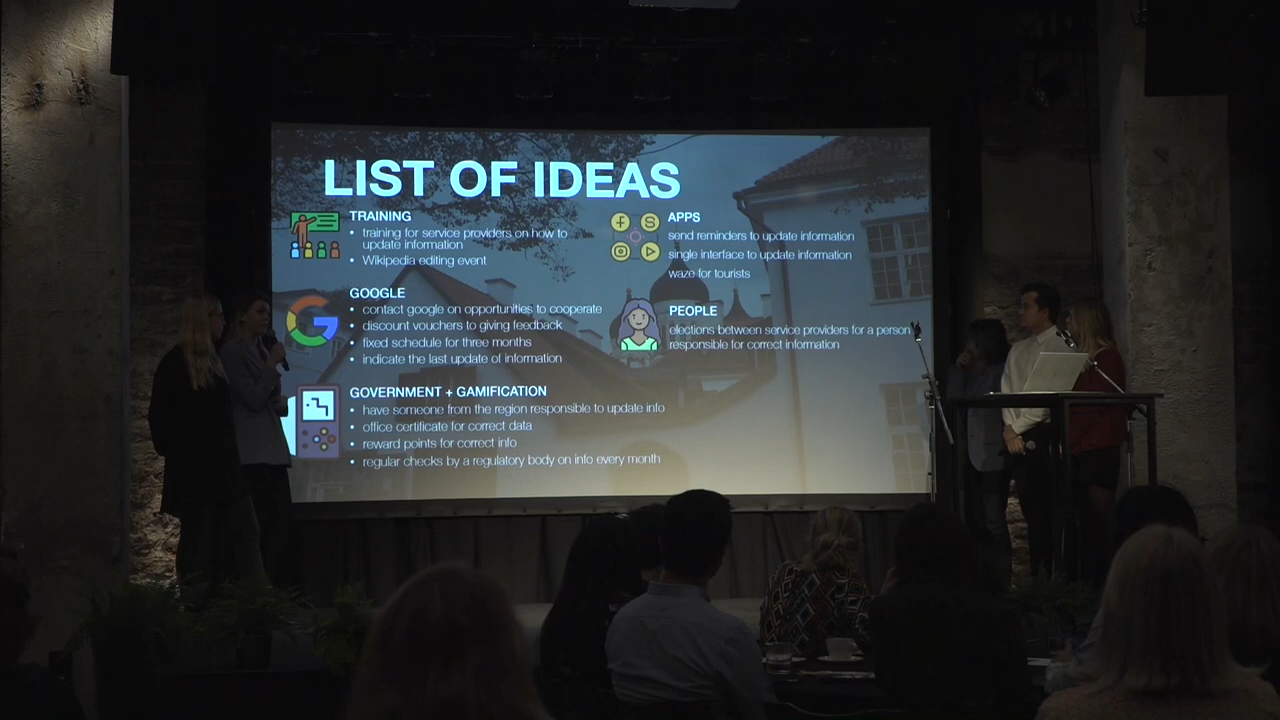 LIST OF IDEAS
TRAINING
• training for service providers on how to
update information
• Wikipedia editing event
GOOGLE
• contact google on opportunities to cooperate
• discount vouchers to giving feedback
• fixed schedule for three months
• indicate the last update of information
GOVERNMENT + GAMIFICATION
• have someone from the region responsible to update info
• office certificate for correct data
• reward points for correct info
• regular checks by a regulatory body on info every month
APPS
send reminders to update information
single interface to update information
waze for tourists
PEOPLE
elections between service providers for a person
responsible for correct information